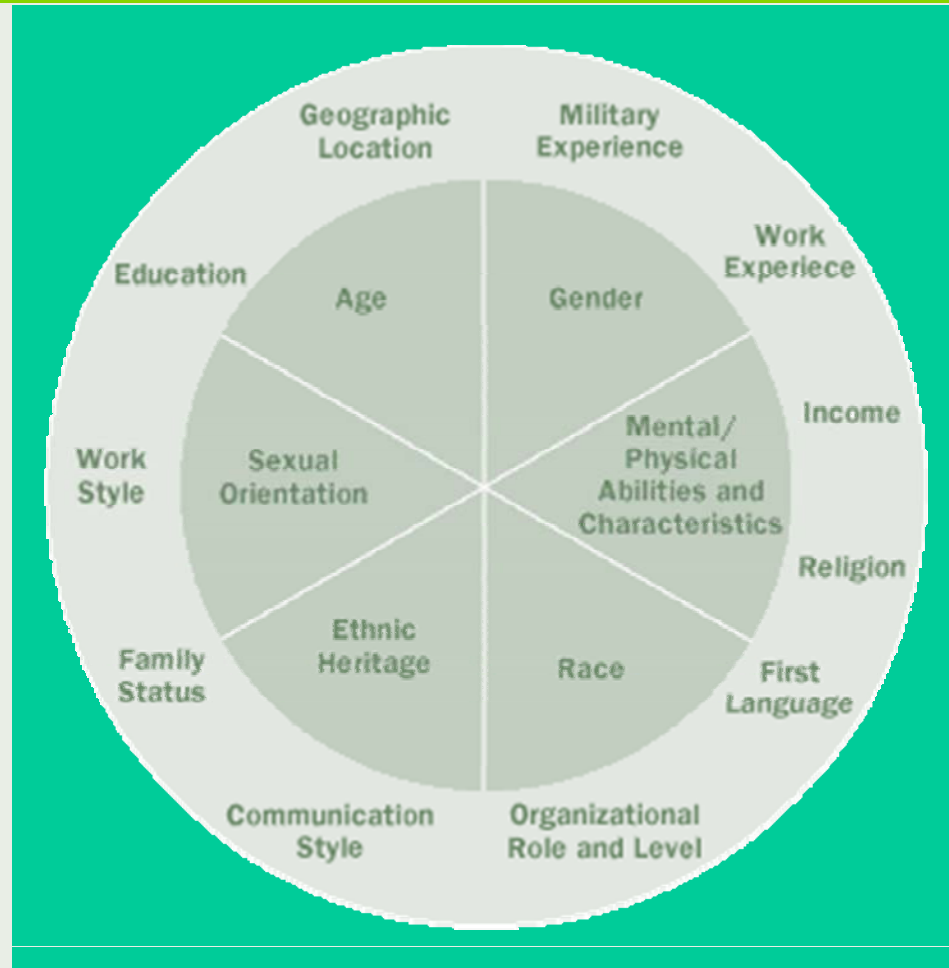 Geographic
Location
Military
Experience
Work
Experiece
Education
Age
Gender
Income
Mental/
Physical
Abilities and
Characteristics
Work
Style
Sexual
Orientation
Religion
Ethnic
Heritage
Race
Family
Status
First
Language
Communication
Style
Organizational
Role and Level